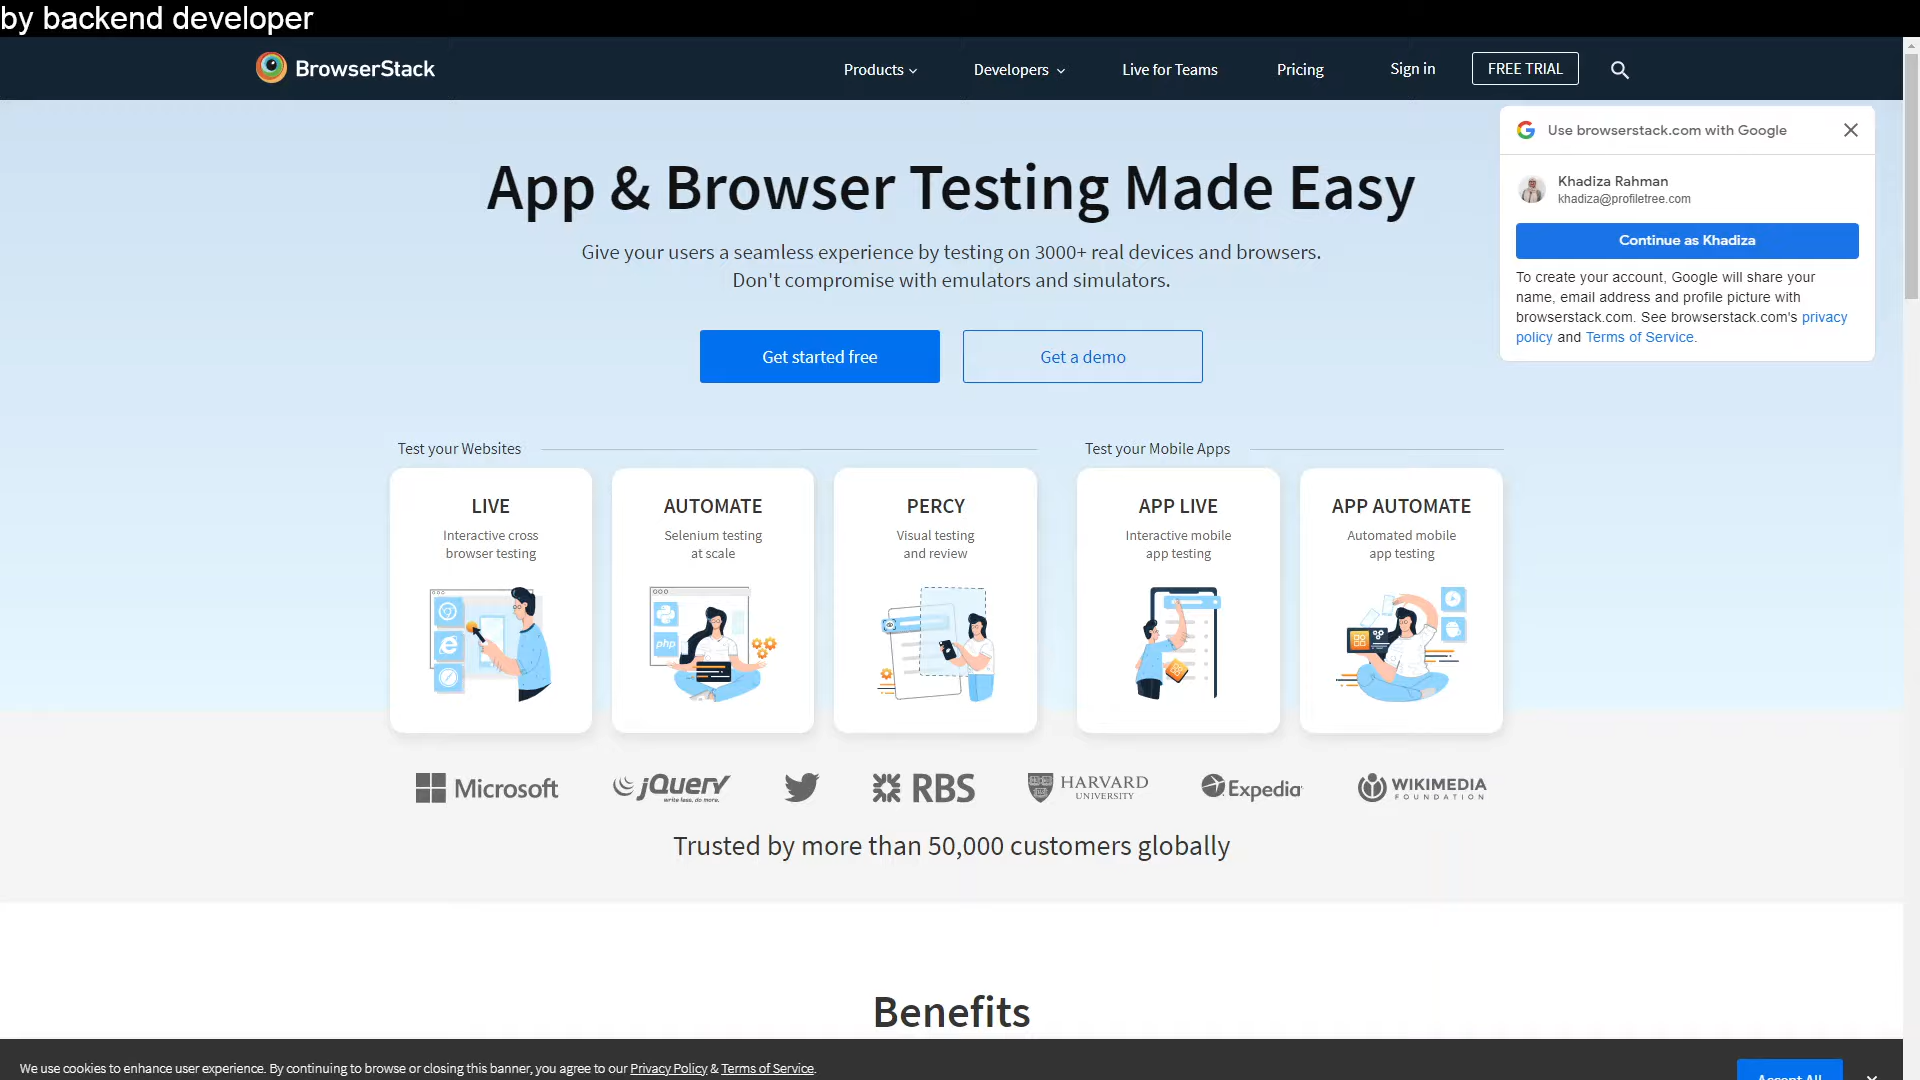 by backend developer
BrowserStack
Products
Developers
Live for Teams
Pricing
Sign in
FREE TRIAL
Use browserstack.com with Google
Khadiza Rahman
khadiza@profiletree.com
Continue as Khadiza
To create your account, Google will share your
name, email address and profile picture with
browserstack.com. See browserstack.com's privacy
policy and Terms of Service.
App & Browser Testing Made Easy
Give your users a seamless experience by testing on 3000+ real devices and browsers.
Don't compromise with emulators and simulators.
Get started free
Get a demo
Test your Websites
Test your Mobile Apps
LIVE
Interactive cross
browser testing
AUTOMATE
Selenium testing
at scale
php
PERCY
Visual testing
and review
APP LIVE
Interactive mobile
app testing
APP AUTOMATE
Automated mobile
app testing
Microsoft
jQuery
write less, do more.
RBS
HARVARD
UNIVERSITY
Expedia
WIKIMEDIA
FOUNDATION
Trusted by more than 50,000 customers globally
Benefits
We use cookies to enhance user experience. By continuing to browse or closing this banner, you agree to our Privacy Policy & Terms of Service.
Accept All